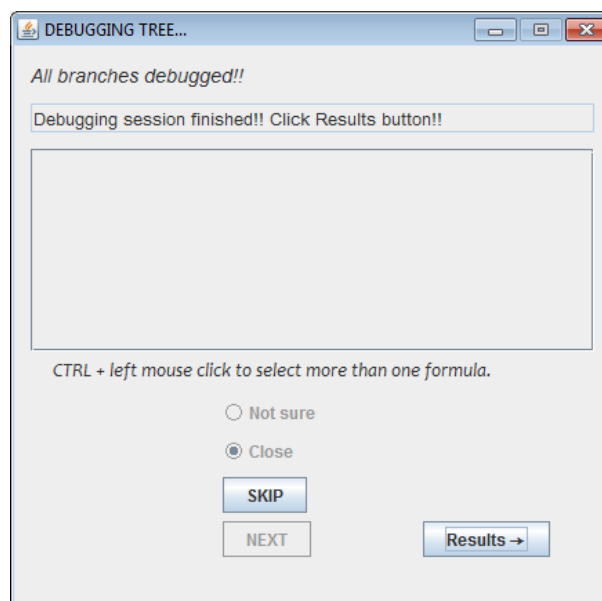 DEBUGGING TREE...
All branches debugged!!
Debugging session finished!! Click Results button!!
CTRL + left mouse click to select more than one formula.
Not sure
Close
SKIP
NEXT
Results →